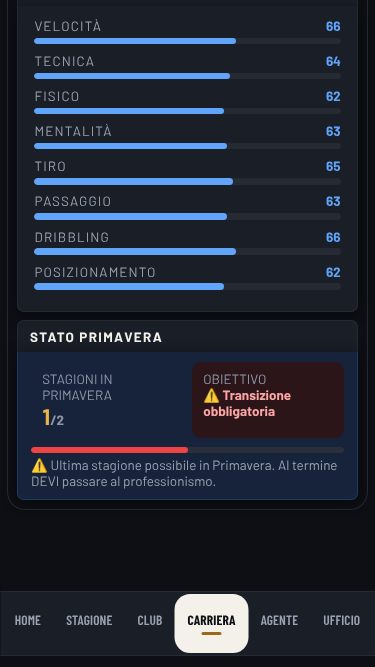 VELOCITÀ 66
TECNICA 64
FISICO 62
MENTALITÀ 63
TIRO 65
PASSAGGIO 63
DRIBBLING 66
POSIZIONAMENTO 62
STATO PRIMAVERA
STAGIONI IN
PRIMAVERA
1/2
OBIETTIVO
⚠️ Transizione
obbligatoria
⚠️ Ultima stagione possibile in Primavera. Al termine
DEVI passare al professionismo.
HOME STAGIONE CLUB CARRIERA AGENTE UFFICIO